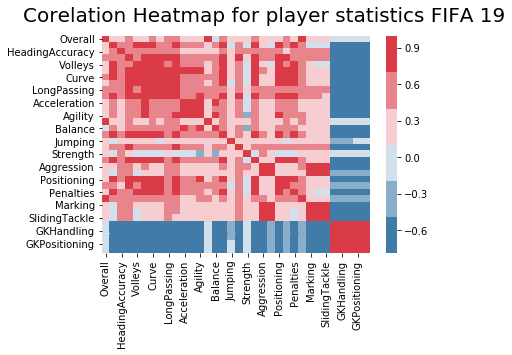 Corelation Heatmap for player statistics FIFA 19
Overall
HeadingAccuracy
Volleys
Curve
LongPassing
Acceleration
Agility
Balance
Jumping
Strength
Aggression
Positioning
Penalties
Marking
SlidingTackle
GKHandling
GKPositioning
0.9
0.6
0.3
0.0
−0.3
−0.6
Overall
HeadingAccuracy
Volleys
Curve
LongPassing
Acceleration
Agility
Balance
Jumping
Strength
Aggression
Positioning
Penalties
Marking
SlidingTackle
GKHandling
GKPositioning